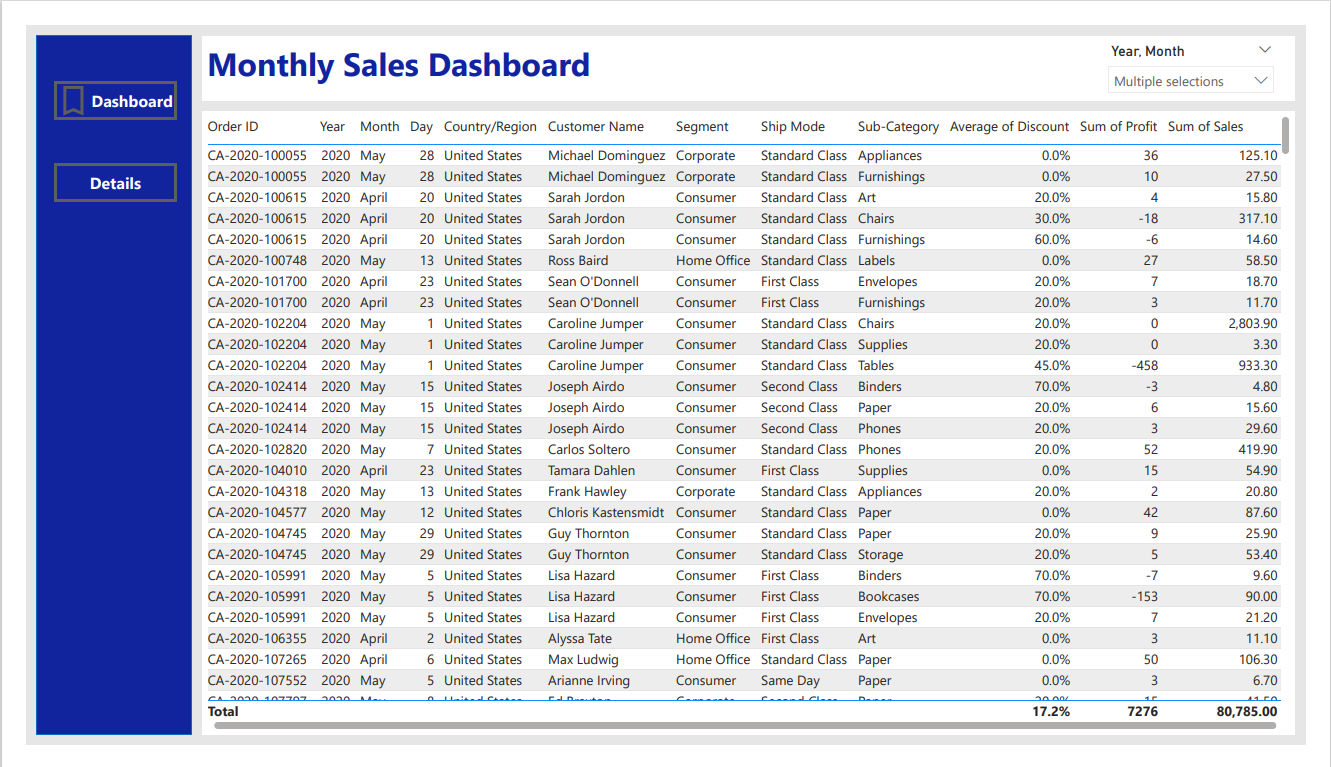 Dashboard
Details
Monthly Sales Dashboard
Year, Month
Multiple selections
Order ID Year Month Day Country/Region Customer Name Segment Ship Mode Sub-Category Average of Discount Sum of Profit Sum of Sales
CA-2020-100055 2020 May 28 United States Michael Dominguez Corporate Standard Class Appliances 0.0% 36 125.10
CA-2020-100055 2020 May 28 United States Michael Dominguez Corporate Standard Class Furnishings 0.0% 10 27.50
CA-2020-100615 2020 April 20 United States Sarah Jordon Consumer Standard Class Art 20.0% 4 15.80
CA-2020-100615 2020 April 20 United States Sarah Jordon Consumer Standard Class Chairs 30.0% -18 317.10
CA-2020-100615 2020 April 20 United States Sarah Jordon Consumer Standard Class Furnishings 60.0% -6 14.60
CA-2020-100748 2020 May 13 United States Ross Baird Home Office Standard Class Labels 0.0% 27 58.50
CA-2020-101700 2020 April 23 United States Sean O'Donnell Consumer First Class Envelopes 20.0% 7 18.70
CA-2020-101700 2020 April 23 United States Sean O'Donnell Consumer First Class Furnishings 20.0% 3 11.70
CA-2020-102204 2020 May 1 United States Caroline Jumper Consumer Standard Class Chairs 20.0% 0 2,803.90
CA-2020-102204 2020 May 1 United States Caroline Jumper Consumer Standard Class Supplies 20.0% 0 3.30
CA-2020-102204 2020 May 1 United States Caroline Jumper Consumer Standard Class Tables 45.0% -458 933.30
CA-2020-102414 2020 May 15 United States Joseph Airdo Consumer Second Class Binders 70.0% -3 4.80
CA-2020-102414 2020 May 15 United States Joseph Airdo Consumer Second Class Paper 20.0% 6 15.60
CA-2020-102414 2020 May 15 United States Joseph Airdo Consumer Second Class Phones 20.0% 3 29.60
CA-2020-102820 2020 May 7 United States Carlos Soltero Consumer Standard Class Phones 20.0% 52 419.90
CA-2020-104010 2020 April 23 United States Tamara Dahlen Consumer First Class Supplies 0.0% 15 54.90
CA-2020-104318 2020 May 13 United States Frank Hawley Corporate Standard Class Appliances 20.0% 2 20.80
CA-2020-104577 2020 May 12 United States Chloris Kastensmidt Consumer Standard Class Paper 0.0% 42 87.60
CA-2020-104745 2020 May 29 United States Guy Thornton Consumer Standard Class Paper 20.0% 9 25.90
CA-2020-104745 2020 May 29 United States Guy Thornton Consumer Standard Class Storage 20.0% 5 53.40
CA-2020-105991 2020 May 5 United States Lisa Hazard Consumer First Class Binders 70.0% -7 9.60
CA-2020-105991 2020 May 5 United States Lisa Hazard Consumer First Class Bookcases 70.0% -153 90.00
CA-2020-105991 2020 May 5 United States Lisa Hazard Consumer First Class Envelopes 20.0% 7 21.20
CA-2020-106355 2020 April 2 United States Alyssa Tate Home Office First Class Art 0.0% 3 11.10
CA-2020-107265 2020 April 6 United States Max Ludwig Home Office Standard Class Paper 0.0% 50 106.30
CA-2020-107552 2020 May 5 United States Arianne Irving Consumer Same Day Paper 0.0% 3 6.70
Total 17.2% 7276 80,785.00